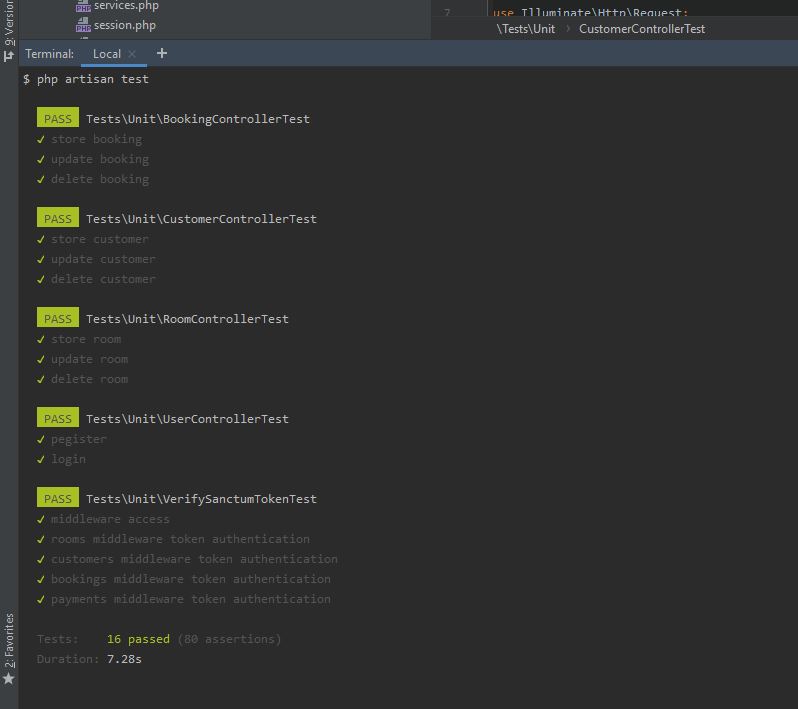 9: Version
services.php
session.php
7 use Illuminate\Http\Request;
\Tests\Unit > CustomerControllerTest
Terminal: Local × +
$ php artisan test
PASS Tests\Unit\BookingControllerTest
✓ store booking
✓ update booking
✓ delete booking
PASS Tests\Unit\CustomerControllerTest
✓ store customer
✓ update customer
✓ delete customer
PASS Tests\Unit\RoomControllerTest
✓ store room
✓ update room
✓ delete room
PASS Tests\Unit\UserControllerTest
✓ pegister
✓ login
PASS Tests\Unit\VerifySanctumTokenTest
✓ middleware access
✓ rooms middleware token authentication
✓ customers middleware token authentication
✓ bookings middleware token authentication
✓ payments middleware token authentication
Tests: 16 passed (80 assertions)
Duration: 7.28s
2: Favorites